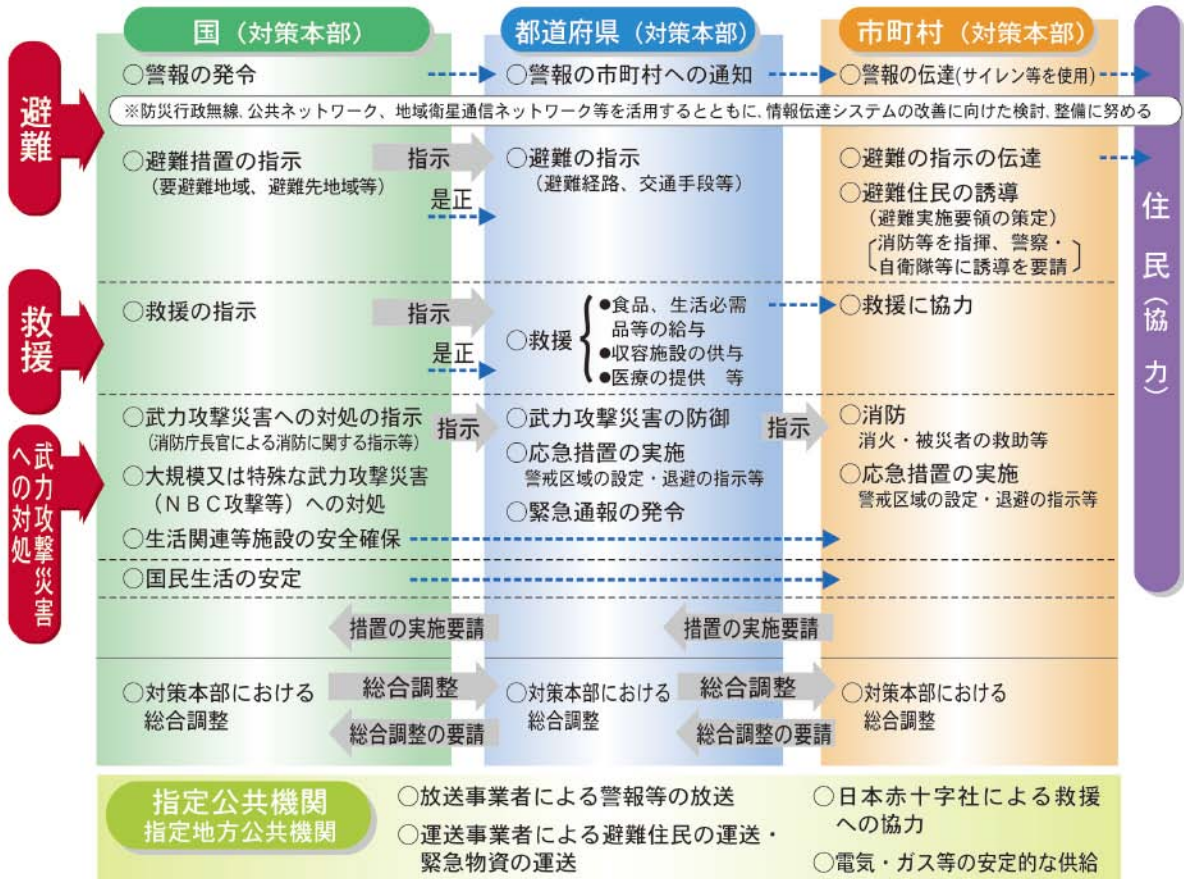 国（対策本部）
都道府県（対策本部）
市町村（対策本部）
避難
○警報の発令
○警報の市町村への通知
○警報の伝達(サイレン等を使用)
※防災行政無線、公共ネットワーク、地域衛星通信ネットワーク等を活用するとともに、情報伝達システムの改善に向けた検討、整備に努める
○避難措置の指示
（要避難地域、避難先地域等）
指示
是正
○避難の指示
（避難経路、交通手段等）
○避難の指示の伝達
○避難住民の誘導
（避難実施要領の策定）
消防等を指揮、警察・
自衛隊等に誘導を要請
住民（協力）
救援
○救援の指示
指示
是正
○救援
●食品、生活必需
品等の給与
●収容施設の供与
●医療の提供　等
○救援に協力
武力攻撃災害
への対処
○武力攻撃災害への対処の指示
（消防庁長官による消防に関する指示等）
指示
○大規模又は特殊な武力攻撃災害
（ＮＢＣ攻撃等）への対処
○生活関連等施設の安全確保
○武力攻撃災害の防御
○応急措置の実施
警戒区域の設定・退避の指示等
○緊急通報の発令
指示
○消防
消火・被災者の救助等
○応急措置の実施
警戒区域の設定・退避の指示等
○国民生活の安定
措置の実施要請
措置の実施要請
○対策本部における
総合調整
総合調整
総合調整の要請
○対策本部における
総合調整
総合調整
総合調整の要請
○対策本部における
総合調整
指定公共機関
指定地方公共機関
○放送事業者による警報等の放送
○運送事業者による避難住民の運送・
緊急物資の運送
○日本赤十字社による救援
への協力
○電気・ガス等の安定的な供給